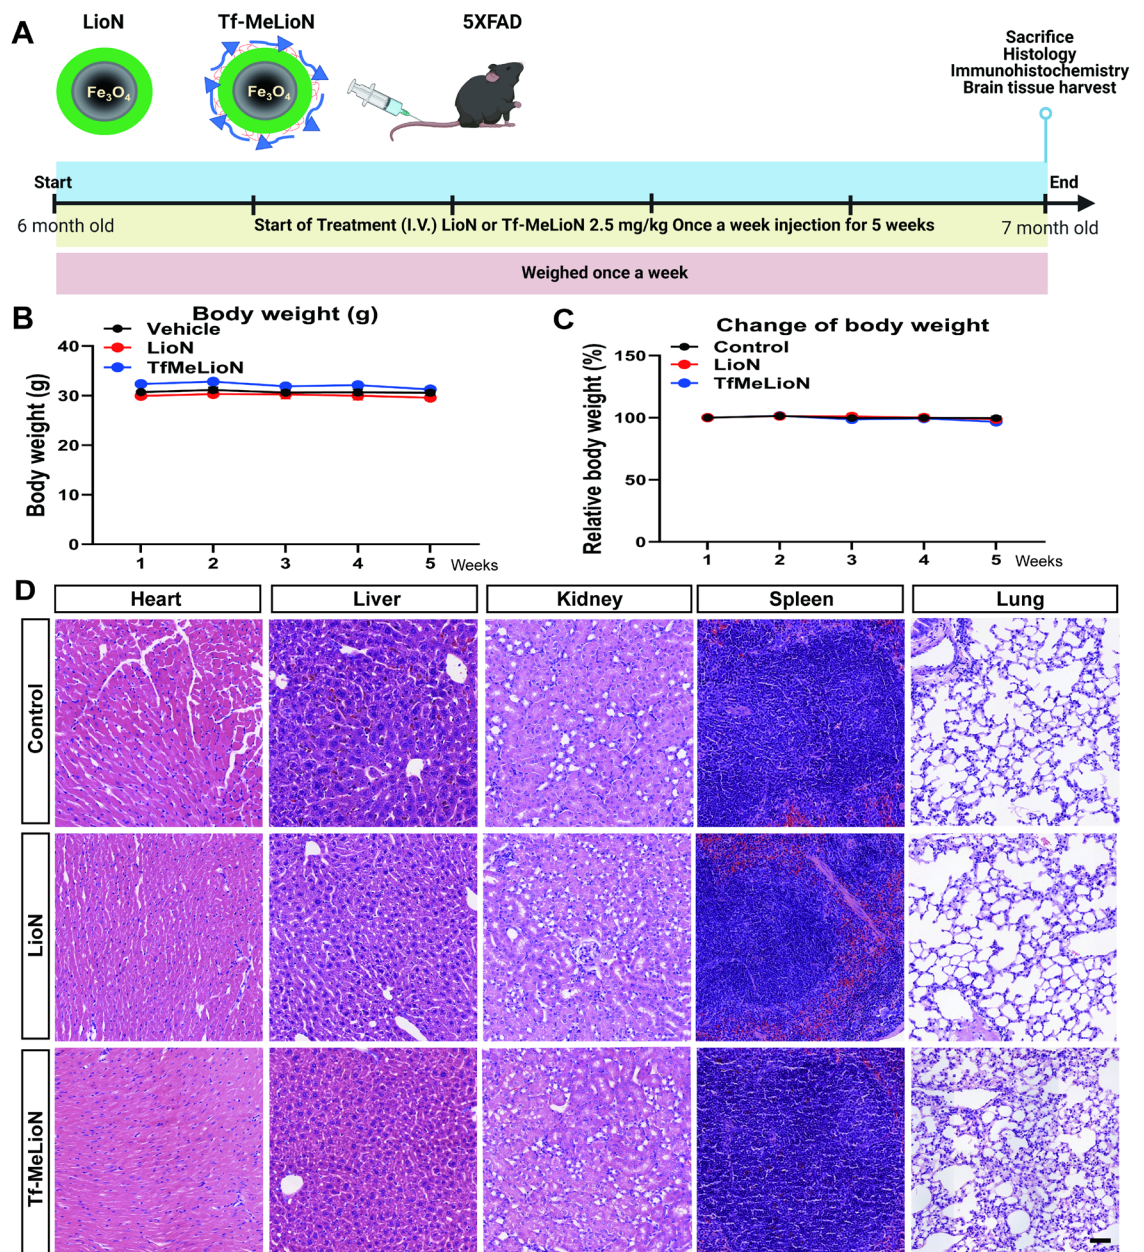 A
LioN
Tf-MeLioN
5XFAD
Fe3O4
Fe3O4
Sacrifice
Histology
Immunohistochemistry
Brain tissue harvest
Start
End
6 month old
Start of Treatment (I.V.) LioN or Tf-MeLioN 2.5 mg/kg Once a week injection for 5 weeks
7 month old
Weighed once a week
B
Body weight (g)
Vehicle
LioN
TfMeLioN
Body weight (g)
40
30
20
10
0
1 2 3 4 5 Weeks
C
Change of body weight
Control
LioN
TfMeLioN
Relative body weight (%)
150
100
50
0
1 2 3 4 5 Weeks
D
Heart Liver Kidney Spleen Lung
Control
LioN
Tf-MeLioN